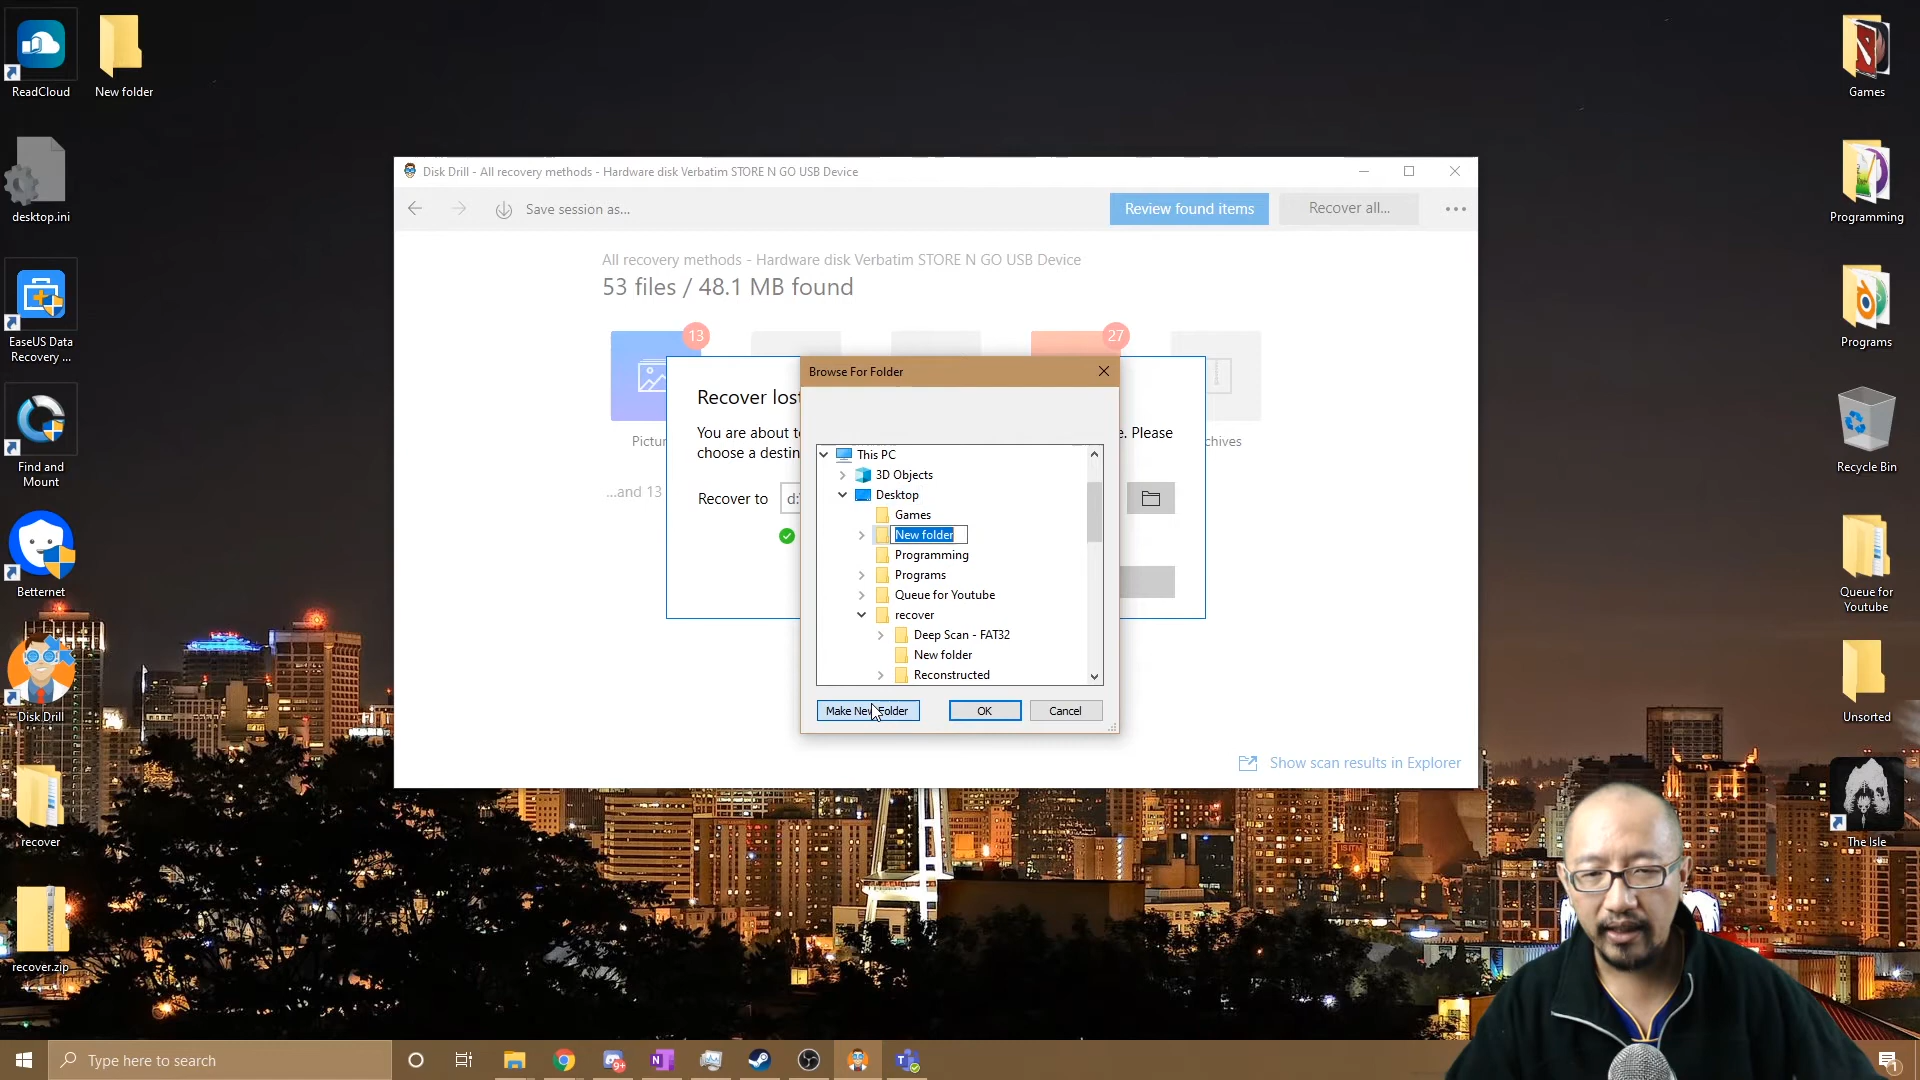 ReadCloud
New folder
desktop.ini
EaseUS Data
Recovery ...
Find and
Mount
Betternet
Disk Drill
recover
recover.zip
Disk Drill - All recovery methods - Hardware disk Verbatim STORE N GO USB Device
Save session as...
Review found items
Recover all...
All recovery methods - Hardware disk Verbatim STORE N GO USB Device
53 files / 48.1 MB found
13
27
Pictur
chives
...and 13
Recover lost
You are about t
e. Please
choose a destin
Recover to
d:
Browse For Folder
This PC
3D Objects
Desktop
Games
New folder
Programming
Programs
Queue for Youtube
recover
Deep Scan - FAT32
New folder
Reconstructed
Make New Folder
OK
Cancel
Show scan results in Explorer
Games
Programming
Programs
Recycle Bin
Queue for
Youtube
Unsorted
The Isle
Type here to search
9+
1